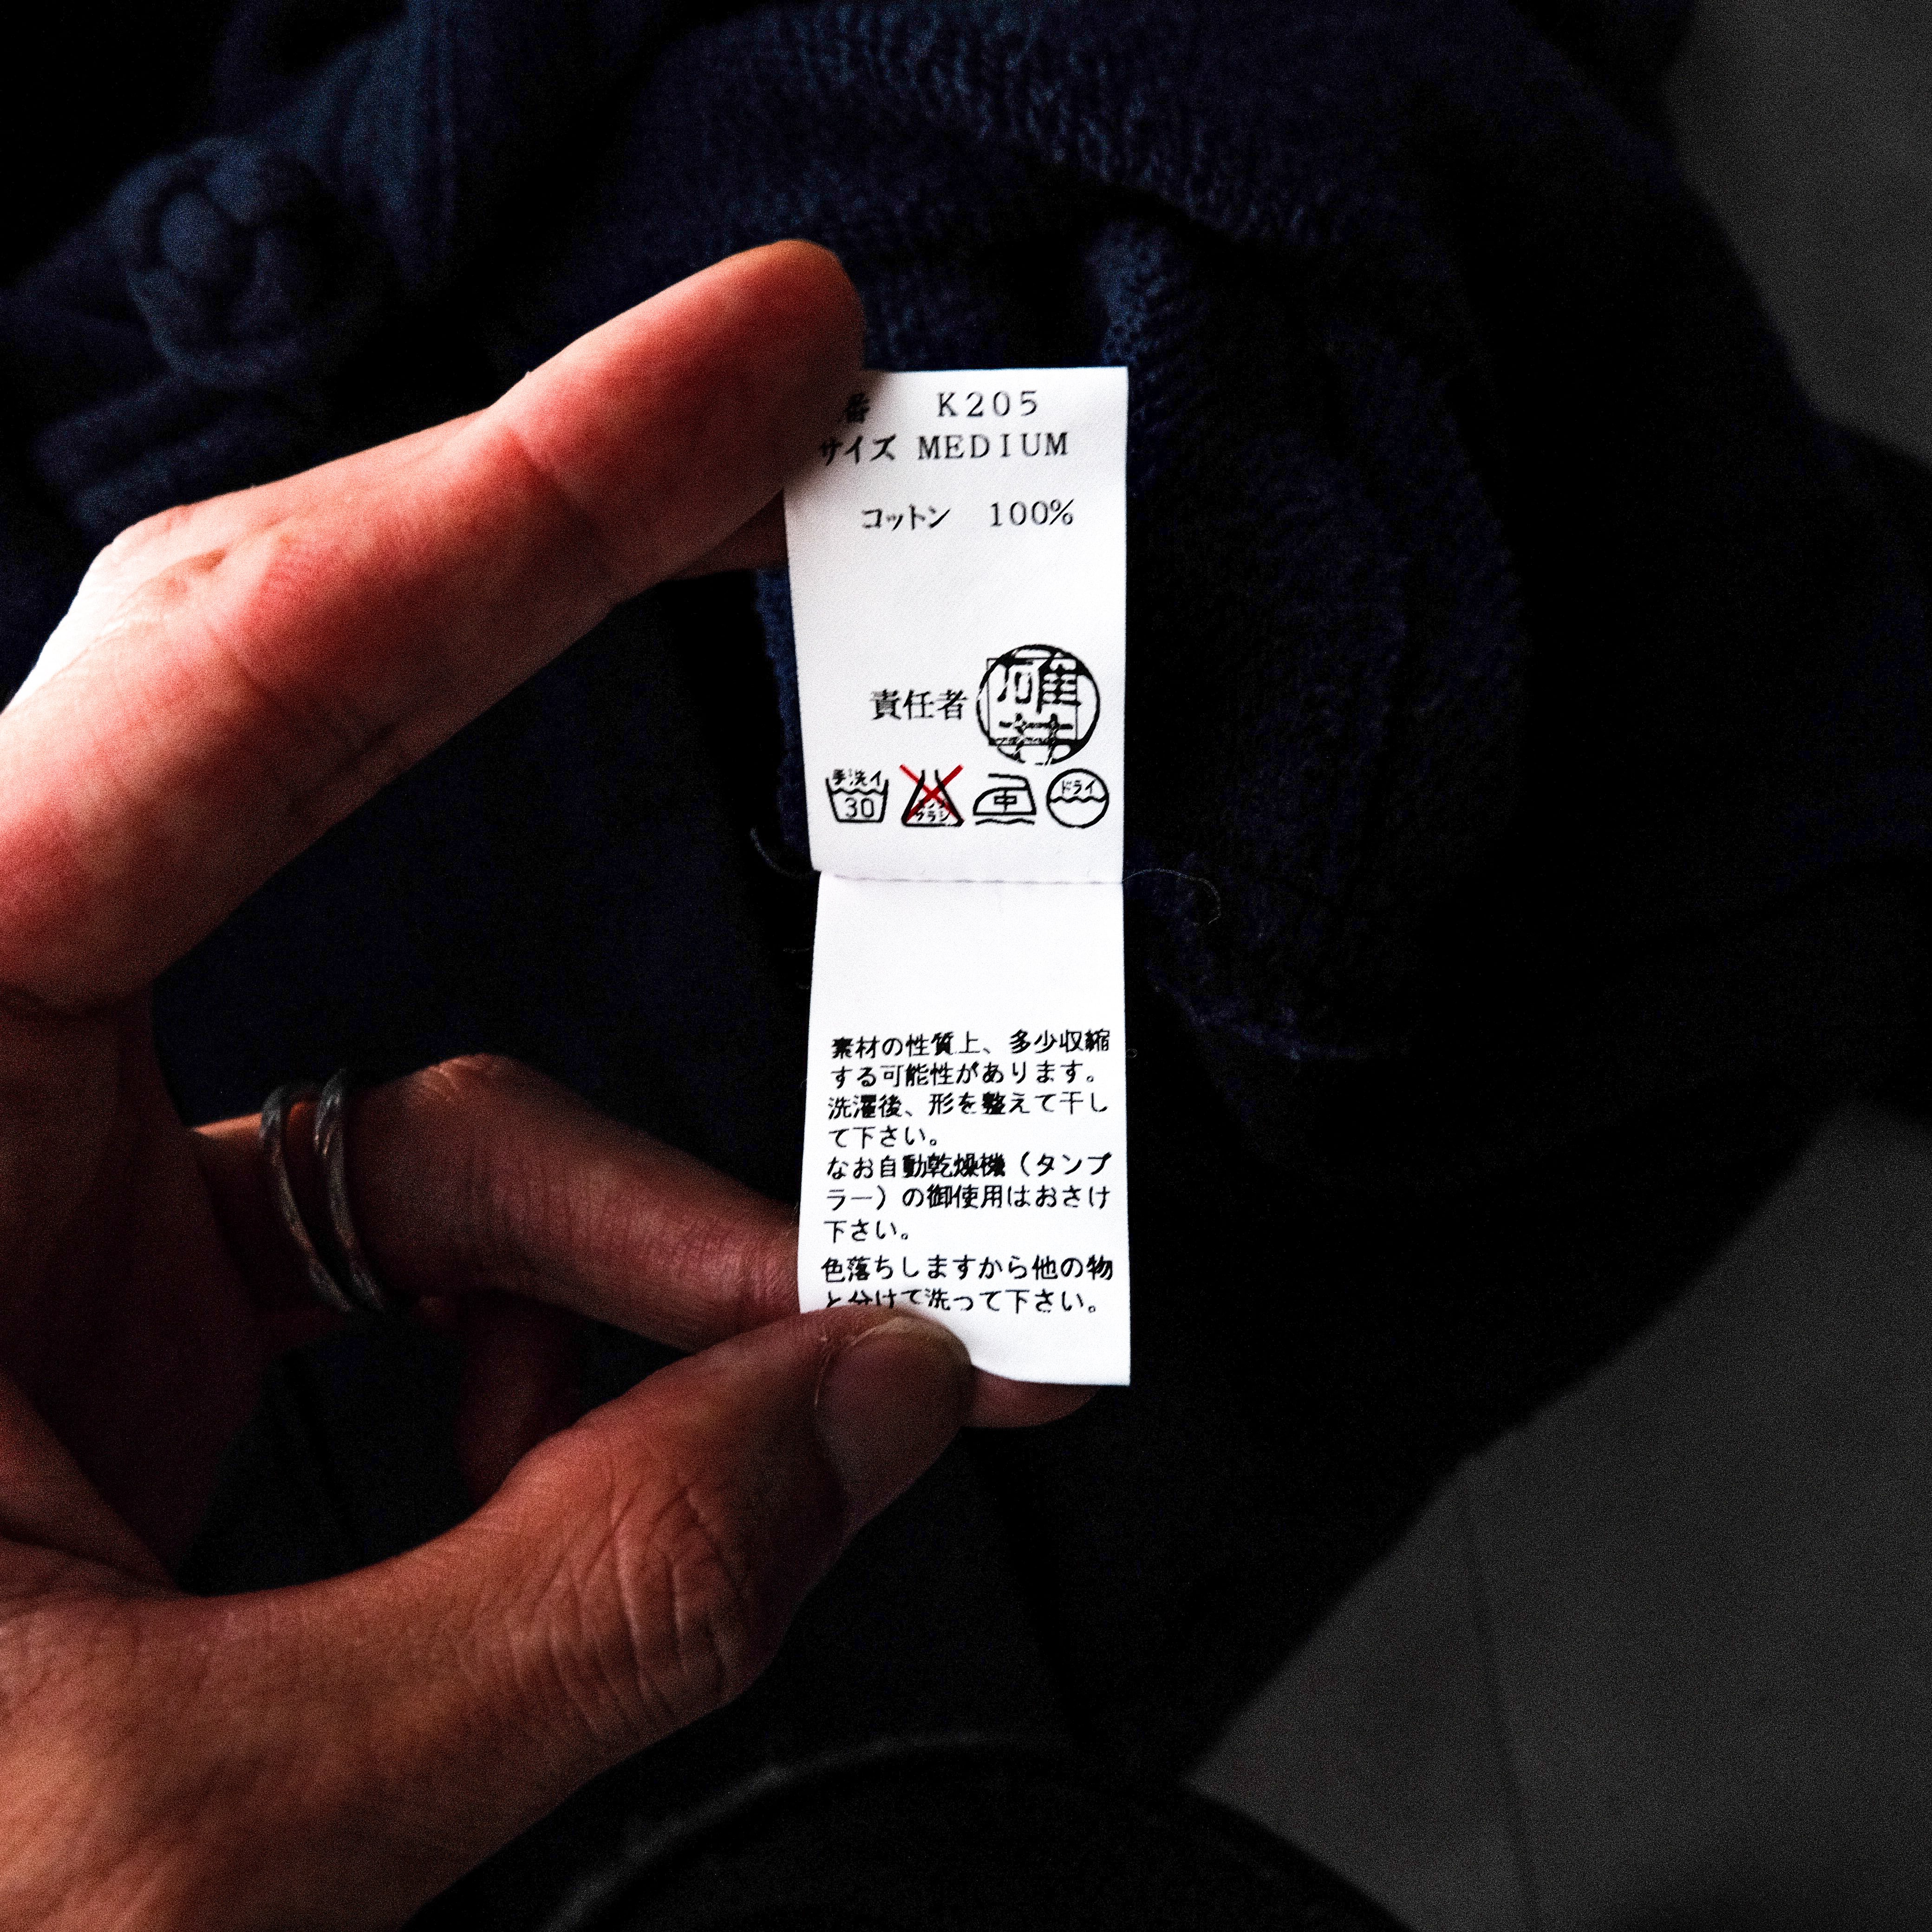 番 K205
サイズ MEDIUM
コットン 100%
責任者
手洗イ
30
中
ドライ
素材の性質上、多少収縮
する可能性があります。
洗濯後、形を整えて干し
て下さい。
なお自動乾燥機(タンブ
ラー)の御使用はおさけ
下さい。
色落ちしますから他の物
と分けて洗って下さい。